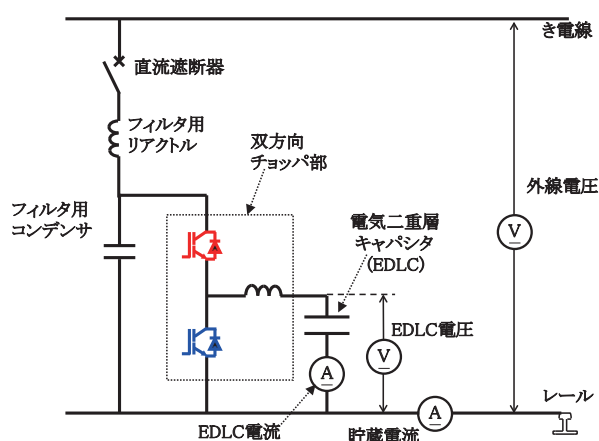 き電線
直流遮断器
フィルタ用
リアクトル
双方向
チョッパ部
外線電圧
フィルタ用
コンデンサ
電気二重層
キャパシタ
(EDLC)
V
EDLC電圧
V
A
レール
A
EDLC電流
貯蔵電流